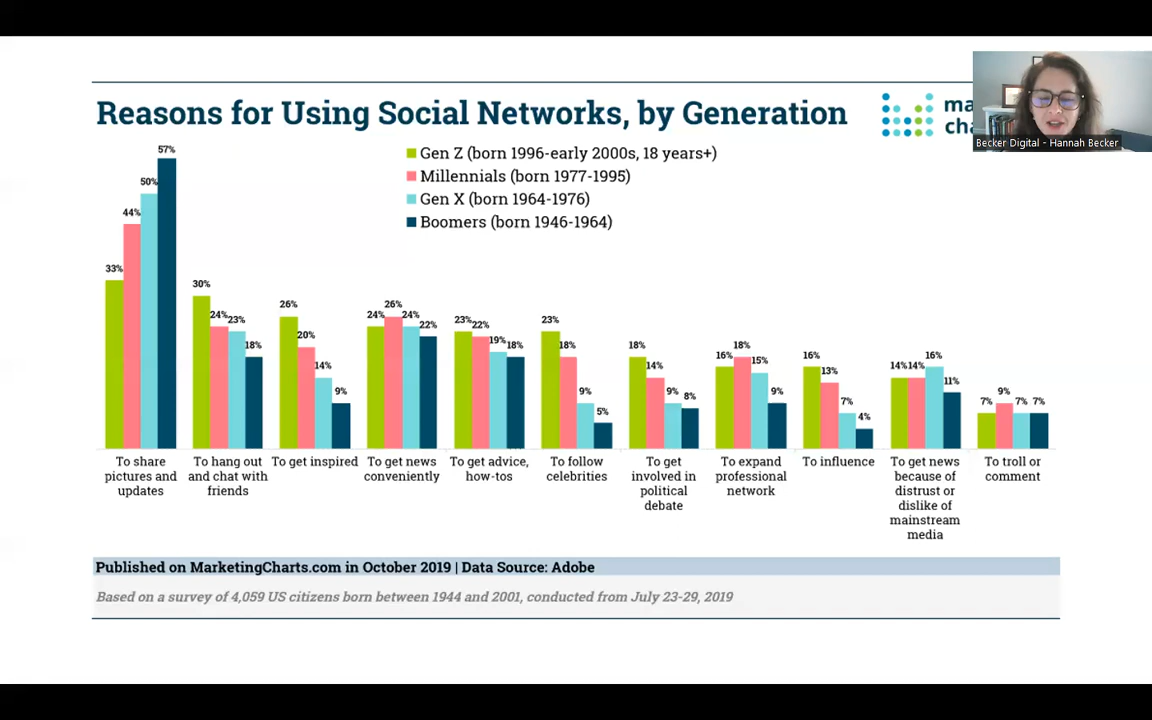 Reasons for Using Social Networks, by Generation
ma
cha
Becker Digital - Hannah Becker
Gen Z (born 1996-early 2000s, 18 years+)
Millennials (born 1977-1995)
Gen X (born 1964-1976)
Boomers (born 1946-1964)
33% 44% 50% 57%
30% 24% 23% 18%
26% 20% 14% 9%
24% 26% 24% 22%
23% 22% 19% 18%
23% 18% 9% 5%
18% 14% 9% 8%
16% 18% 15% 9%
16% 13% 7% 4%
14% 14% 16% 11%
7% 9% 7% 7%
To share
pictures and
updates
To hang out
and chat with
friends
To get inspired
To get news
conveniently
To get advice,
how-tos
To follow
celebrities
To get
involved in
political
debate
To expand
professional
network
To influence
To get news
because of
distrust or
dislike of
mainstream
media
To troll or
comment
Published on MarketingCharts.com in October 2019 | Data Source: Adobe
Based on a survey of 4,059 US citizens born between 1944 and 2001, conducted from July 23-29, 2019